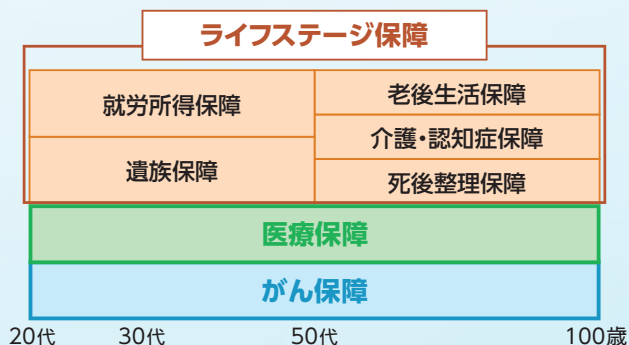 ライフステージ保障
就労所得保障
遺族保障
老後生活保障
介護・認知症保障
死後整理保障
医療保障
がん保障
20代 30代 50代 100歳